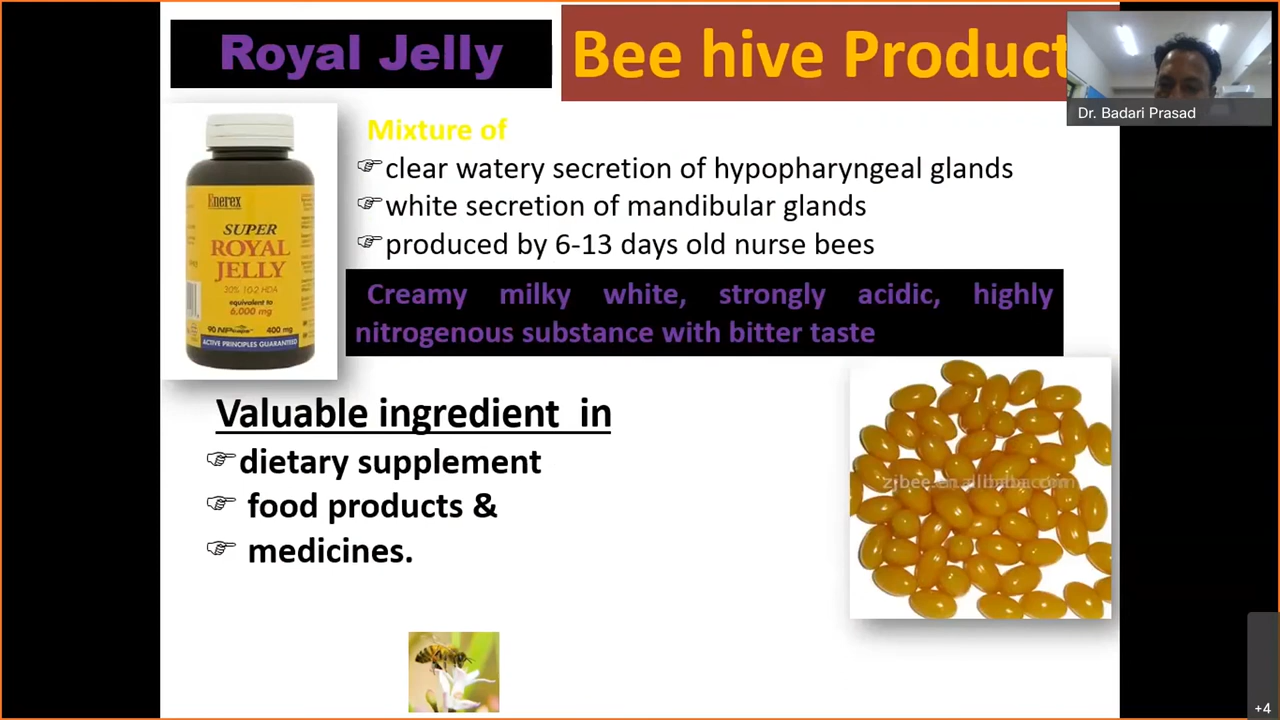 Royal Jelly
Bee hive Product
Dr. Badari Prasad
Mixture of
clear watery secretion of hypopharyngeal glands
white secretion of mandibular glands
produced by 6-13 days old nurse bees
Enerex
SUPER
ROYAL
JELLY
30% 10-2 HDA
equivalent to
6,000 mg
90 NPcaps 400 mg
ACTIVE PRINCIPLES GUARANTEED
Creamy milky white, strongly acidic, highly
nitrogenous substance with bitter taste
Valuable ingredient in
dietary supplement
food products &
medicines.
zjbee.en.alibaba.com
+4